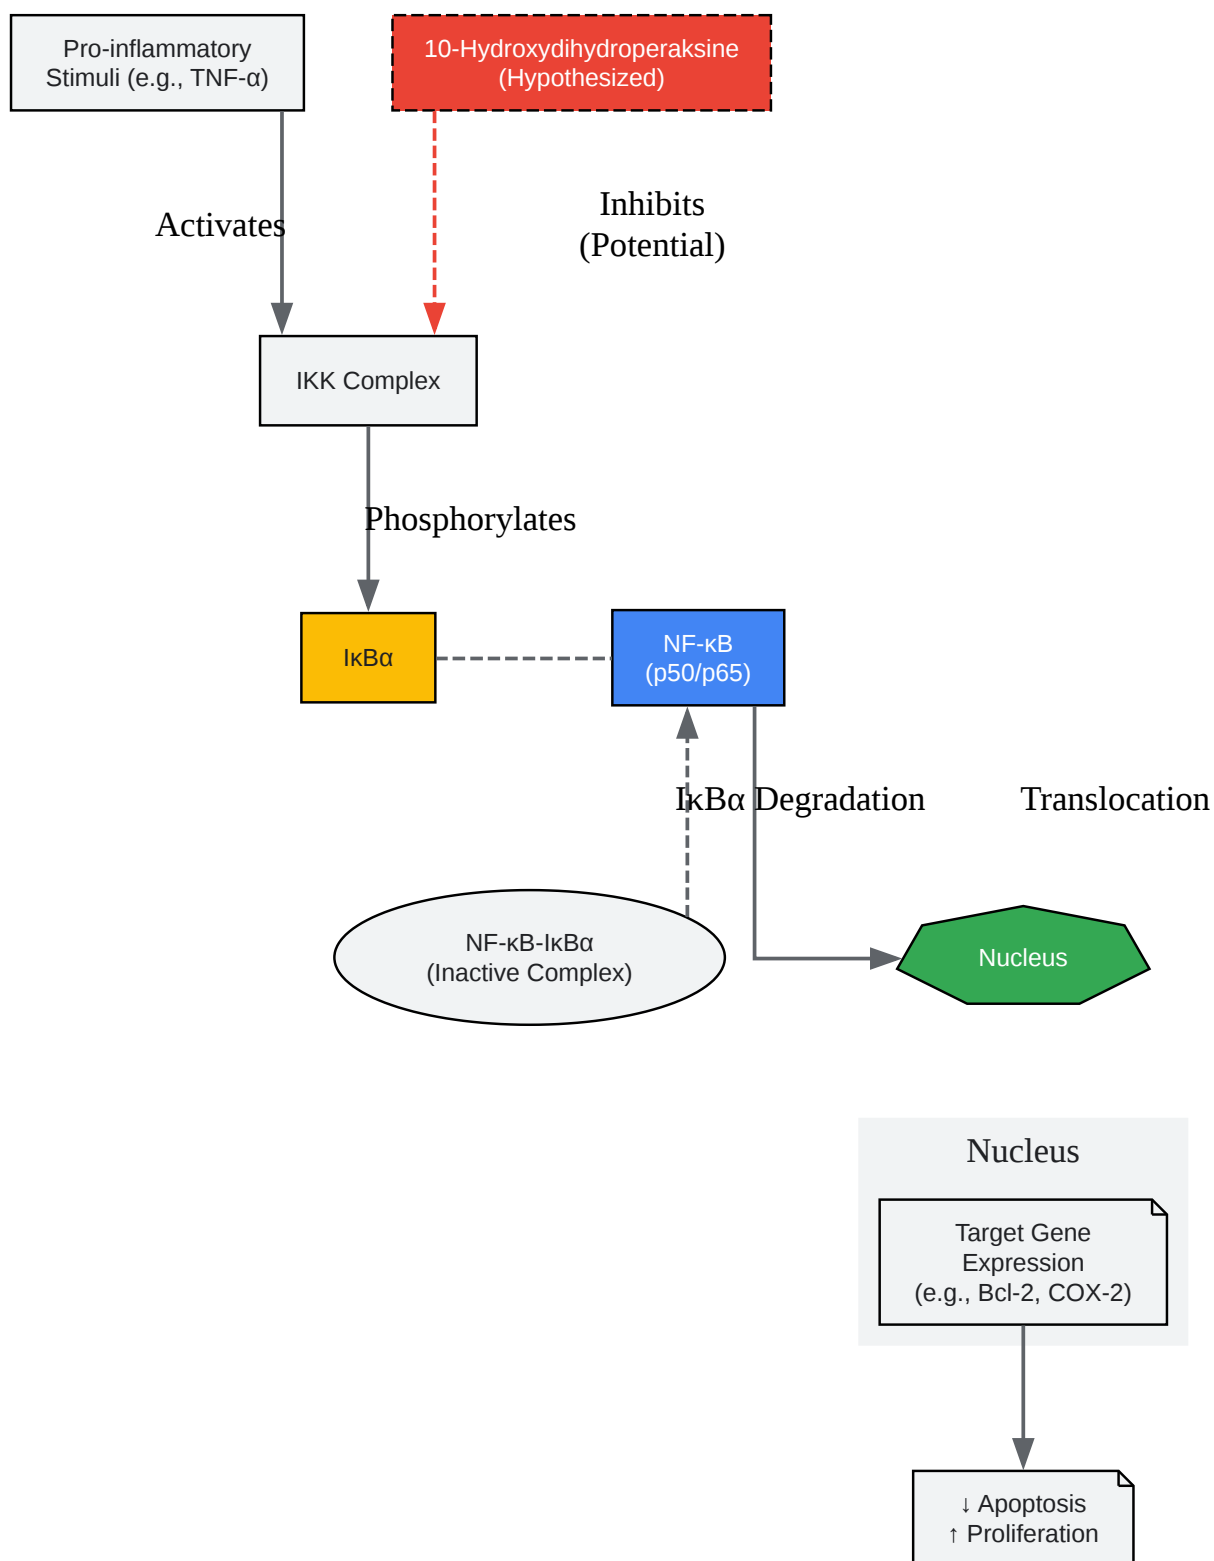 Pro-inflammatory
Stimuli (e.g., TNF-α)
10-Hydroxydihydroperaksine
(Hypothesized)
Activates
Inhibits
(Potential)
IKK Complex
Phosphorylates
IκBα
NF-κB
(p50/p65)
IκBα Degradation
Translocation
NF-κB-IκBα
(Inactive Complex)
Nucleus
Nucleus
Target Gene
Expression
(e.g., Bcl-2, COX-2)
↓ Apoptosis
↑ Proliferation